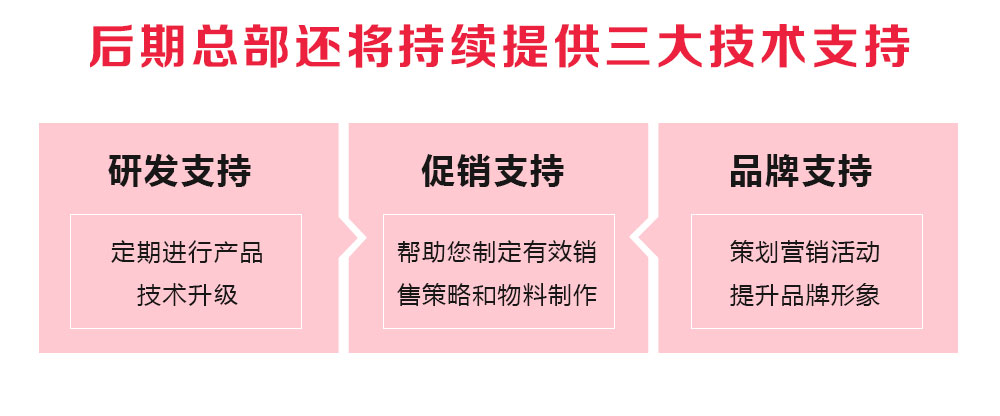 后期总部还将持续提供三大技术支持
研发支持
定期进行产品
技术升级
促销支持
帮助您制定有效销
售策略和物料制作
品牌支持
策划营销活动
提升品牌形象